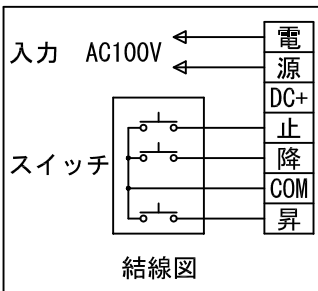 入力 AC100V
電
源
DC+
止
降
COM
昇
スイッチ
結線図